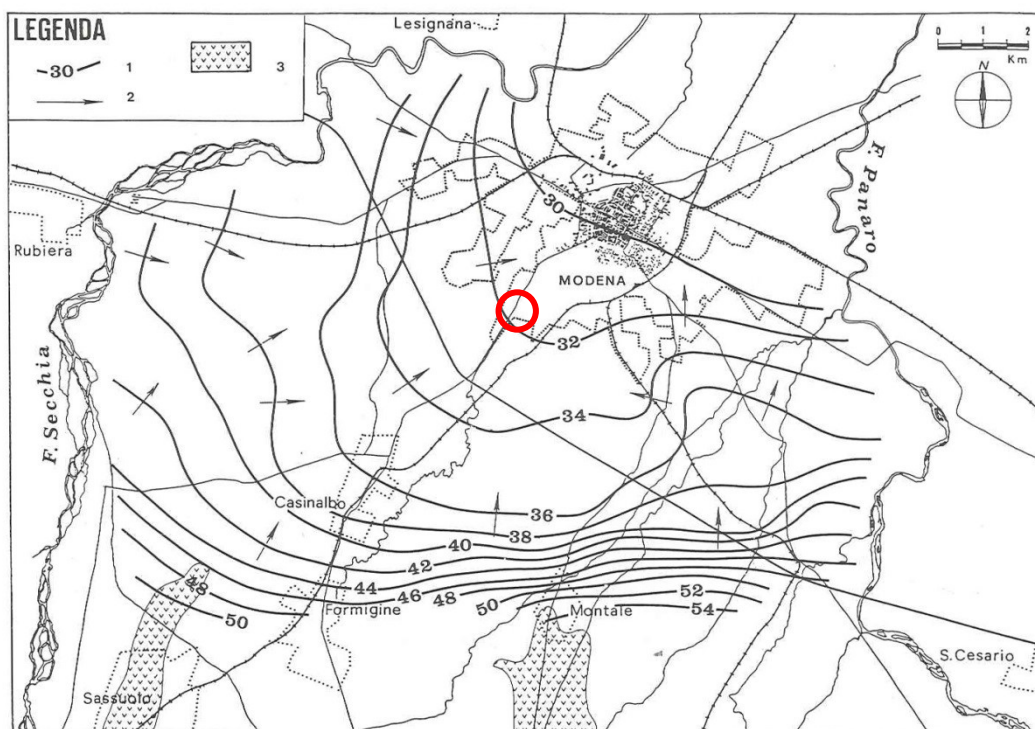 LEGENDA
30 1
2
3
Lesignana
0 1 2
Km
N
F. Panaro
Rubiera
30
MODENA
F. Secchia
32
34
Casinalbo
36
38
40
42
44
46
48
48
50
50
52
54
Formigine
Montale
Sassuolo
S. Cesario